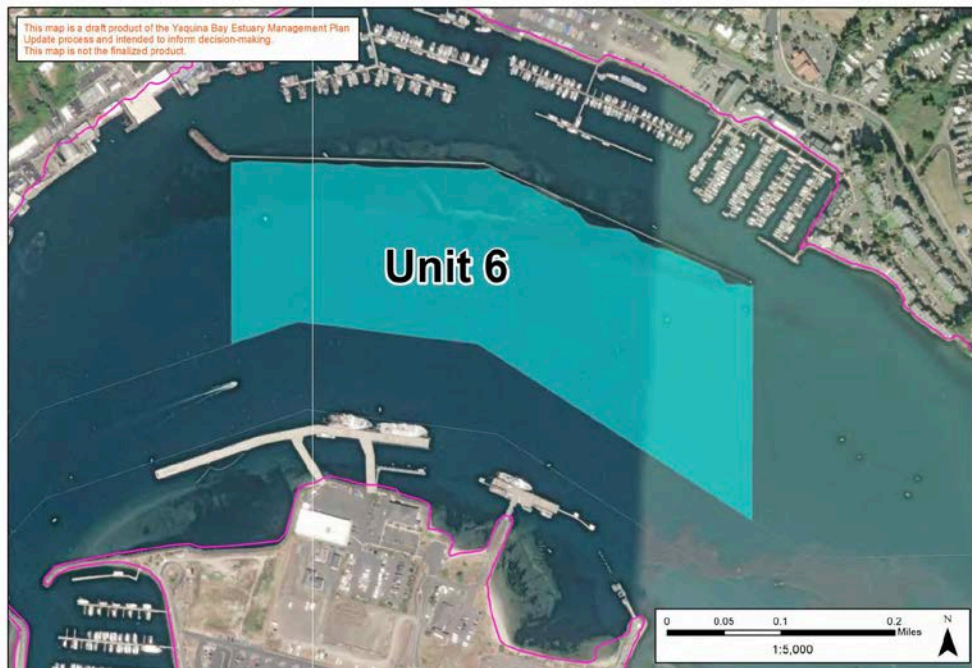 This map is a draft product of the Yaquina Bay Estuary Management Plan
Update process and intended to inform decision-making.
This map is not the finalized product.
Unit 6
0 0.05 0.1 0.2
Miles
N
1:5,000